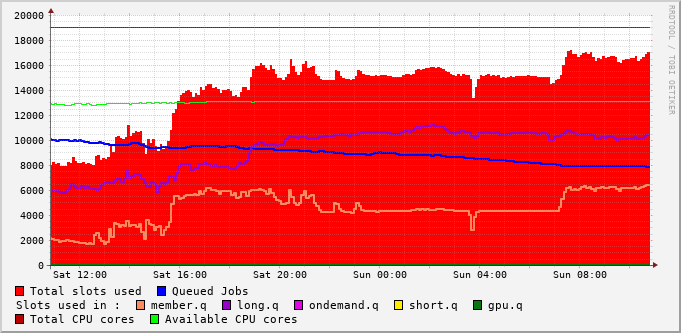 20000
18000
16000
14000
12000
10000
8000
6000
4000
2000
0
Sat 12:00 Sat 16:00 Sat 20:00 Sun 00:00 Sun 04:00 Sun 08:00
Total slots used Queued Jobs
Slots used in : member.q long.q ondemand.q short.q gpu.q
Total CPU cores Available CPU cores
RRDTOOL / TOBI OETIKER